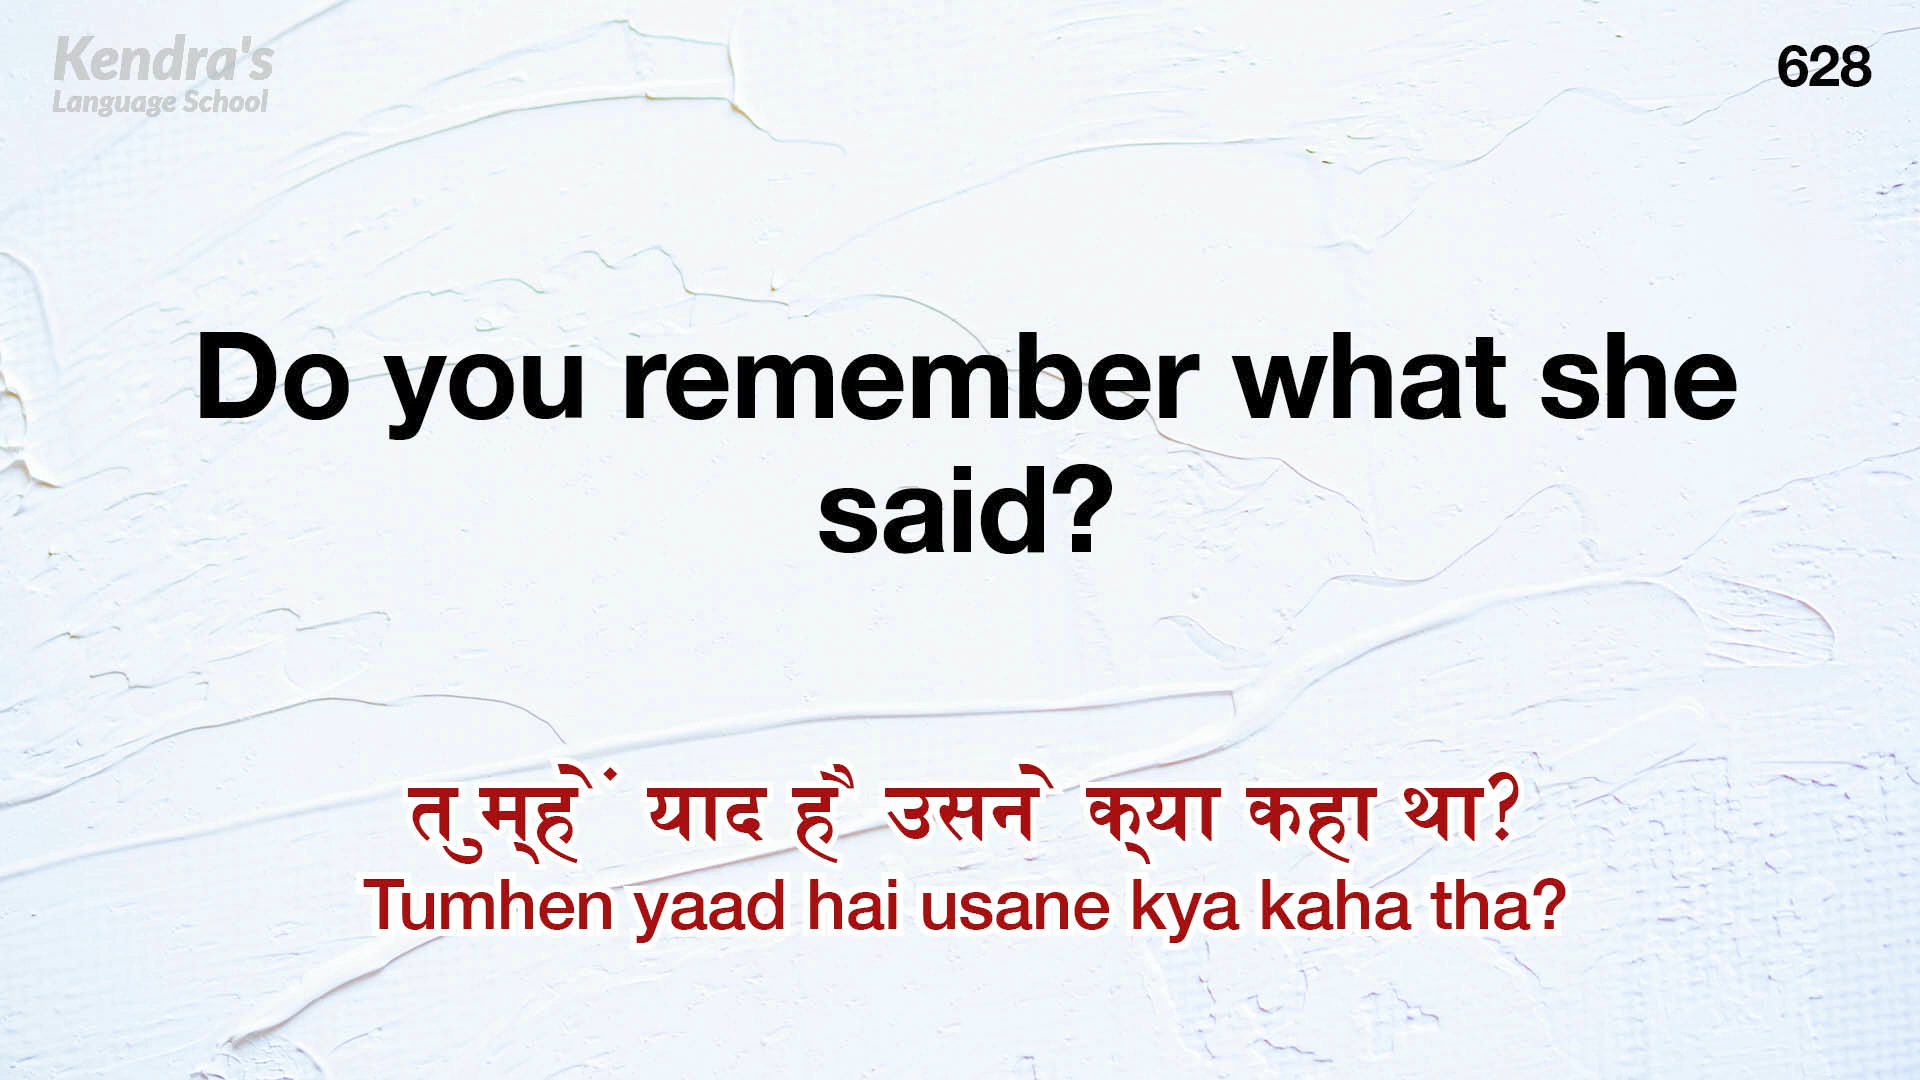 Kendra's
Language School
628
Do you remember what she
said?
तुम्हें याद है उसने क्या कहा था?
Tumhen yaad hai usane kya kaha tha?